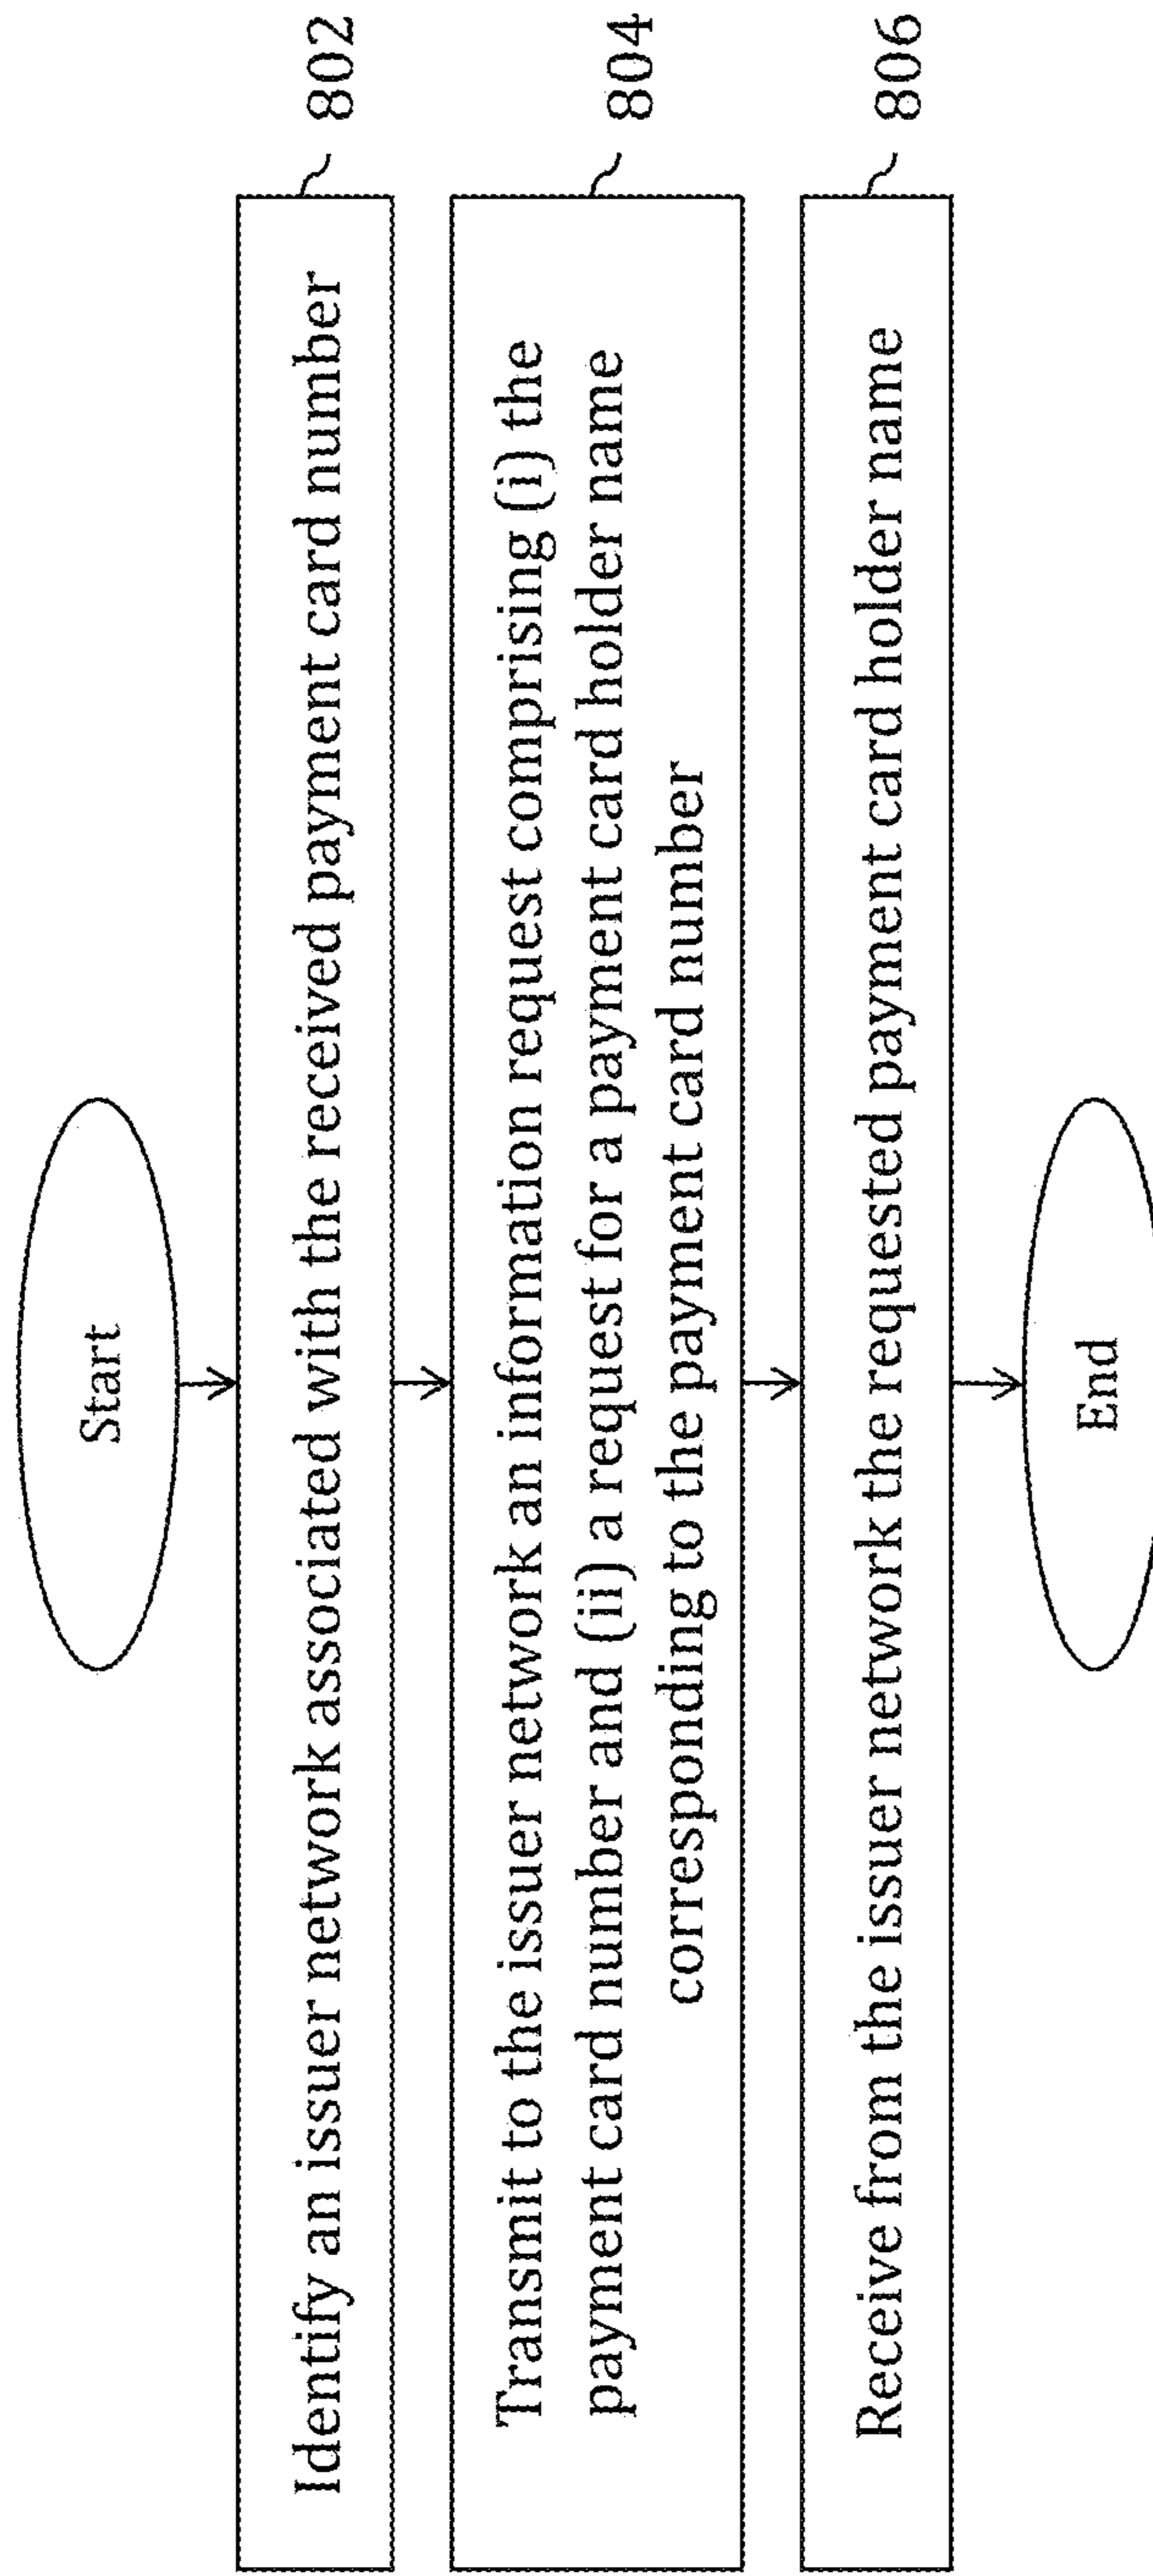 Start
Identify an issuer network associated with the received payment card number
802
Transmit to the issuer network an information request comprising (i) the
payment card number and (ii) a request for a payment card holder name
corresponding to the payment card number
804
Receive from the issuer network the requested payment card holder name
806
End